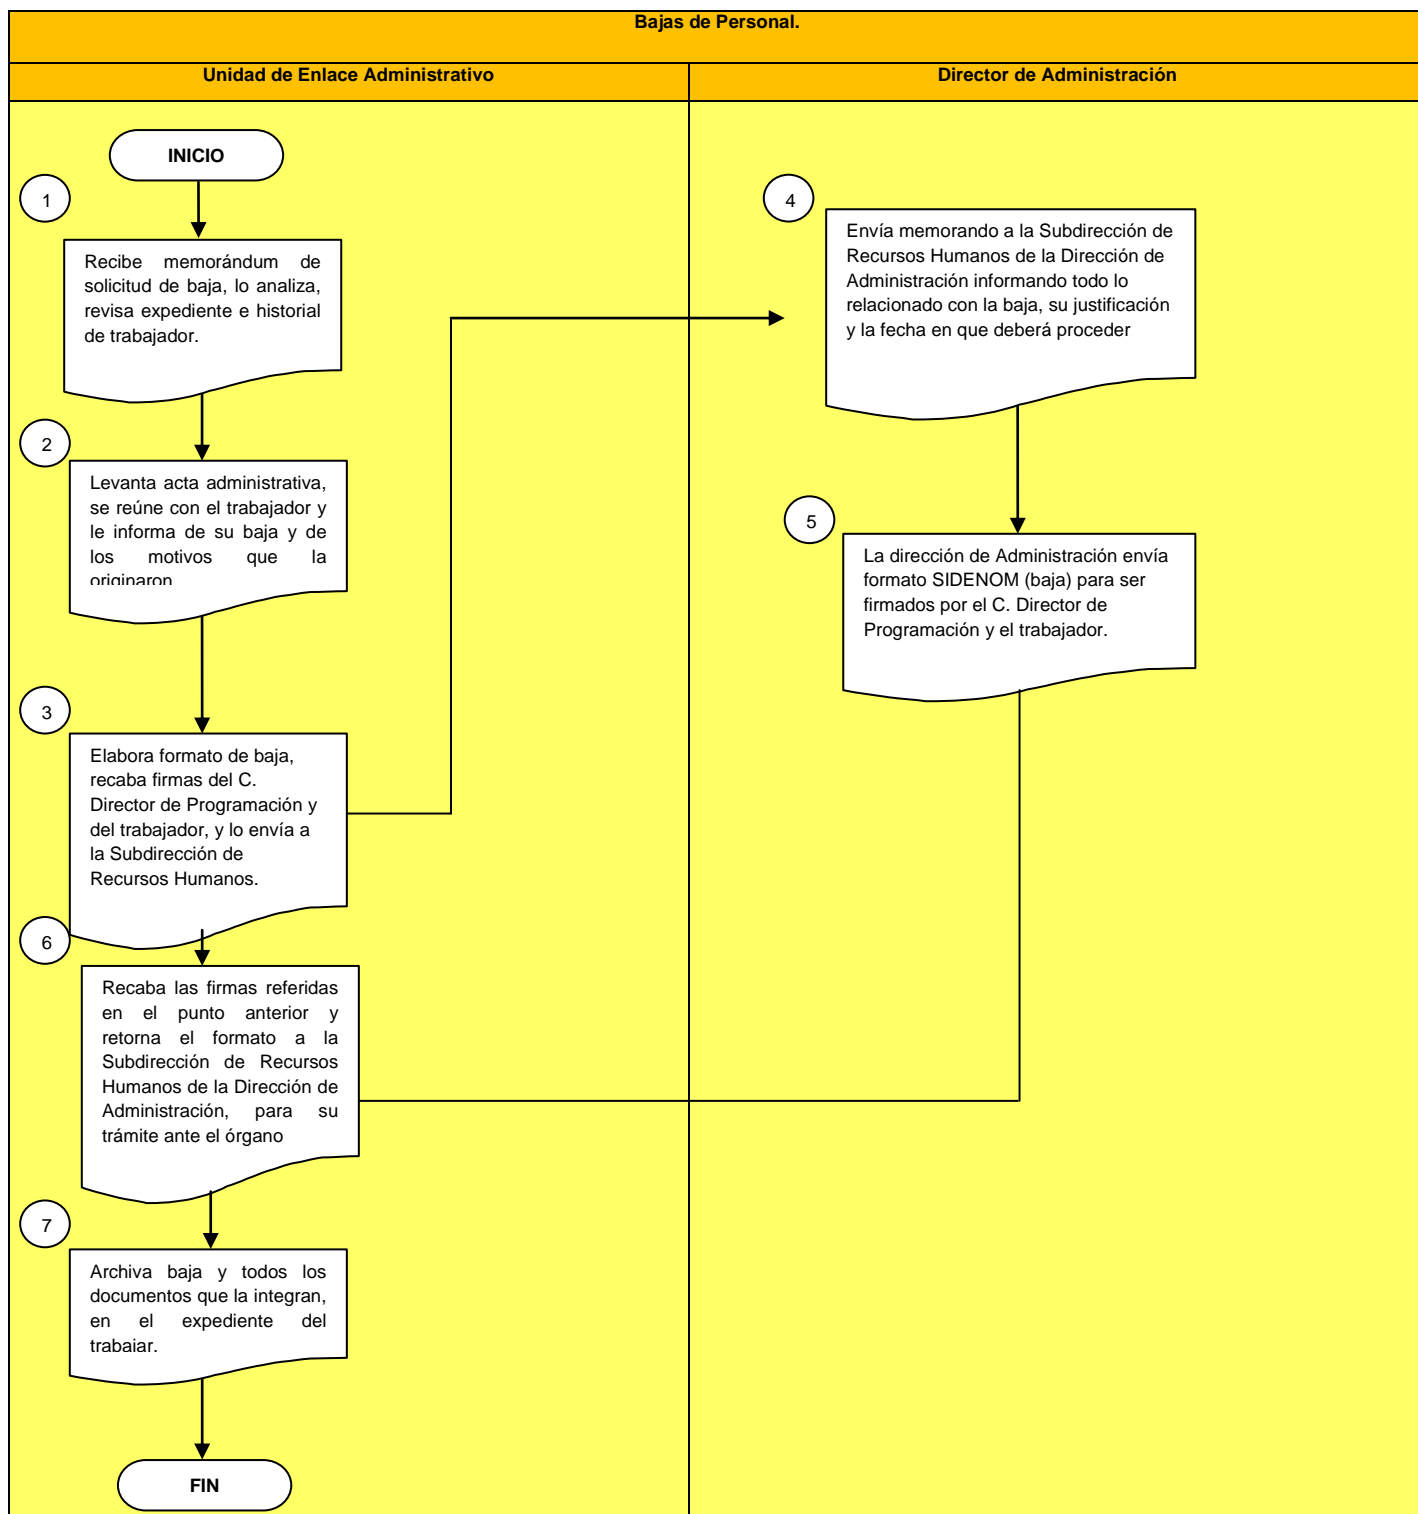 Bajas de Personal.
Unidad de Enlace Administrativo
Director de Administración
INICIO
1
Recibe memorándum de
solicitud de baja, lo analiza,
revisa expediente e historial
de trabajador.
2
Levanta acta administrativa,
se reúne con el trabajador y
le informa de su baja y de
los motivos que la
originaron
3
Elabora formato de baja,
recaba firmas del C.
Director de Programación y
del trabajador, y lo envía a
la Subdirección de
Recursos Humanos.
4
Envía memorando a la Subdirección de
Recursos Humanos de la Dirección de
Administración informando todo lo
relacionado con la baja, su justificación
y la fecha en que deberá proceder
5
La dirección de Administración envía
formato SIDENOM (baja) para ser
firmados por el C. Director de
Programación y el trabajador.
6
Recaba las firmas referidas
en el punto anterior y
retorna el formato a la
Subdirección de Recursos
Humanos de la Dirección de
Administración, para su
trámite ante el órgano
7
Archiva baja y todos los
documentos que la integran,
en el expediente del
trabajar.
FIN